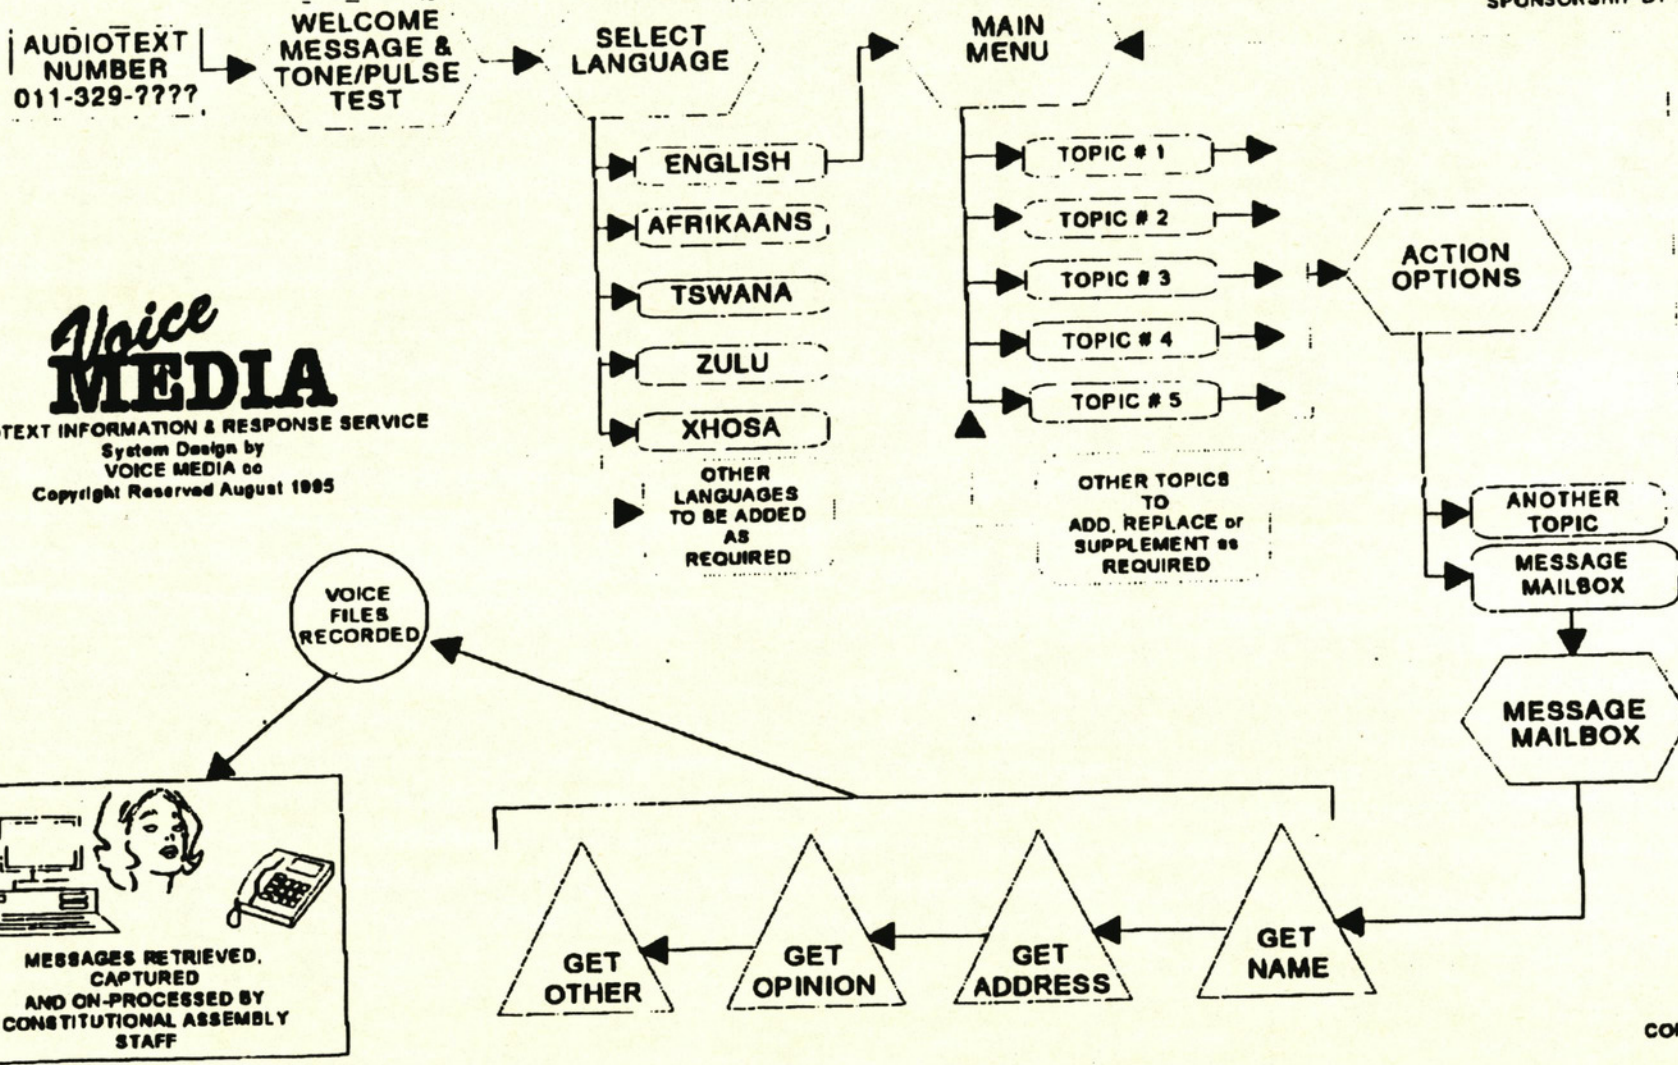 AUDIOTEXT
NUMBER
011-329-????
WELCOME
MESSAGE &
TONE/PULSE
TEST
SELECT
LANGUAGE
MAIN
MENU
ENGLISH
AFRIKAANS
TSWANA
ZULU
XHOSA
OTHER
LANGUAGES
TO BE ADDED
AS
REQUIRED
TOPIC # 1
TOPIC # 2
TOPIC # 3
TOPIC # 4
TOPIC # 5
OTHER TOPICS
TO
ADD, REPLACE or
SUPPLEMENT as
REQUIRED
ACTION
OPTIONS
ANOTHER
TOPIC
MESSAGE
MAILBOX
MESSAGE
MAILBOX
Voice
MEDIA
TEXT INFORMATION & RESPONSE SERVICE
System Design by
VOICE MEDIA cc
Copyright Reserved August 1995
VOICE
FILES
RECORDED
GET
OTHER
GET
OPINION
GET
ADDRESS
GET
NAME
MESSAGES RETRIEVED,
CAPTURED
AND ON-PROCESSED BY
CONSTITUTIONAL ASSEMBLY
STAFF